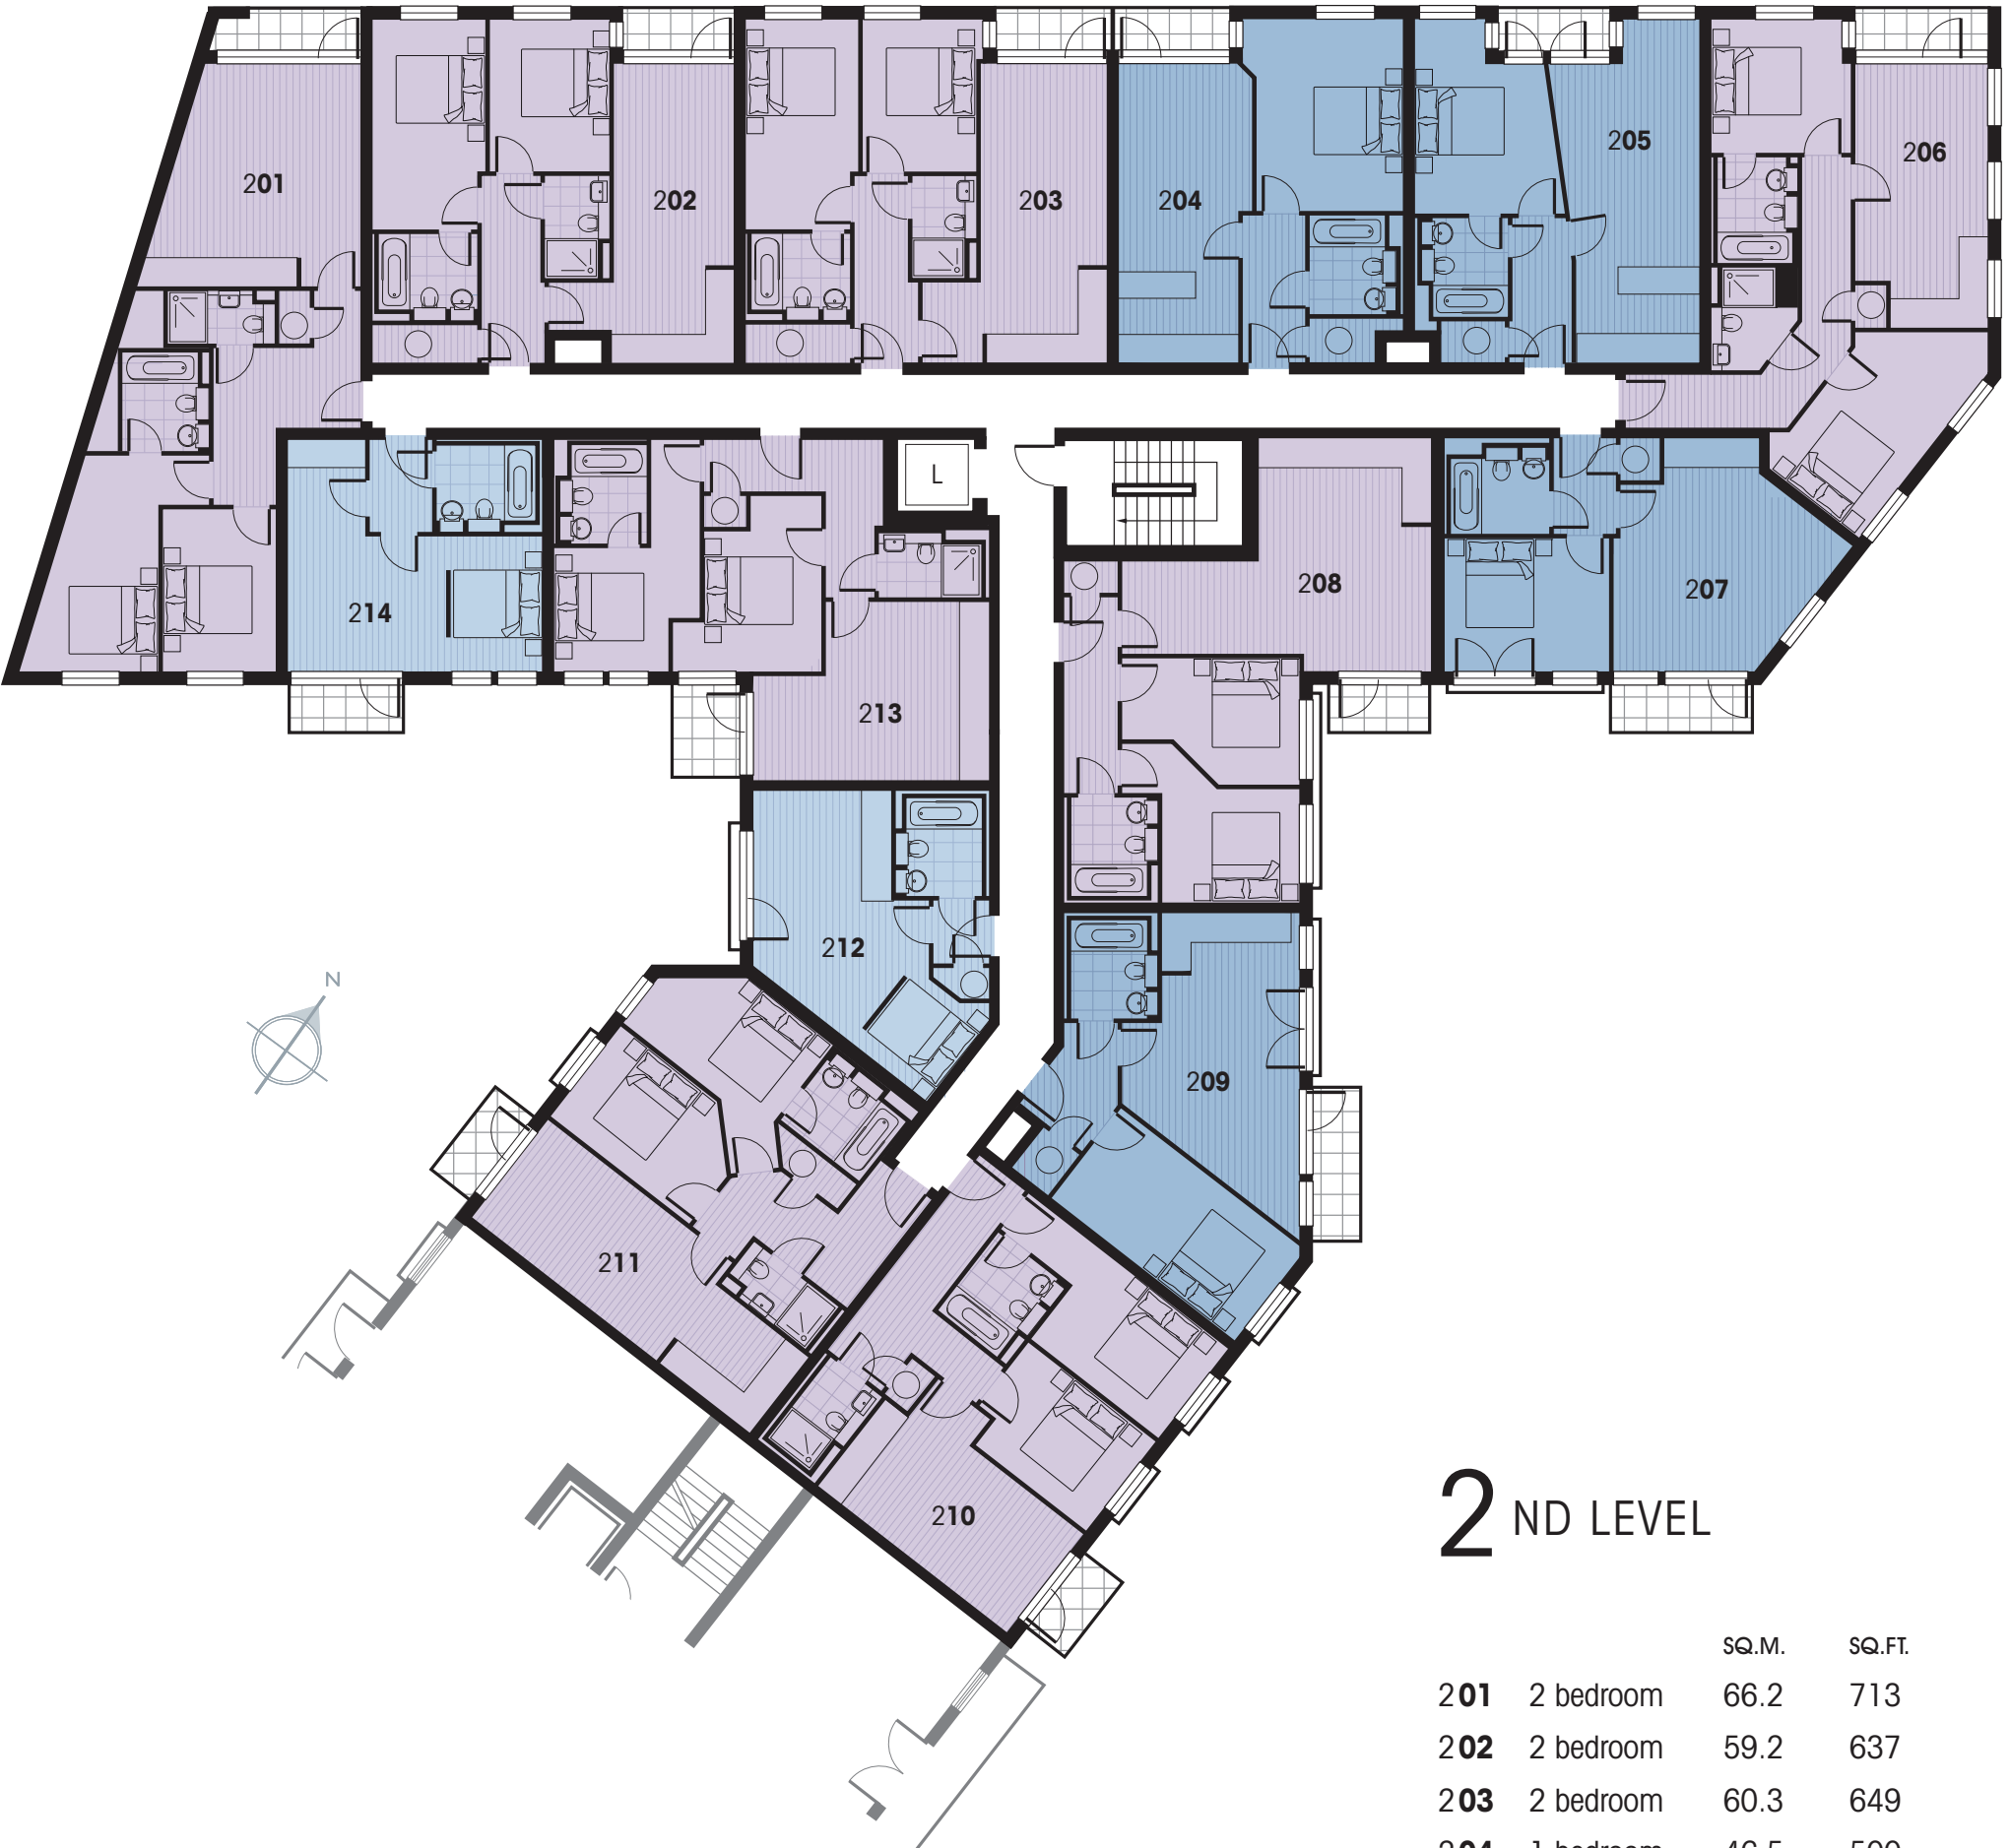 201
202
203
204
205
206
L
208
207
214
213
212
N
209
211
210
2 ND LEVEL
SQ.M. SQ.FT.
201 2 bedroom 66.2 713
202 2 bedroom 59.2 637
203 2 bedroom 60.3 649